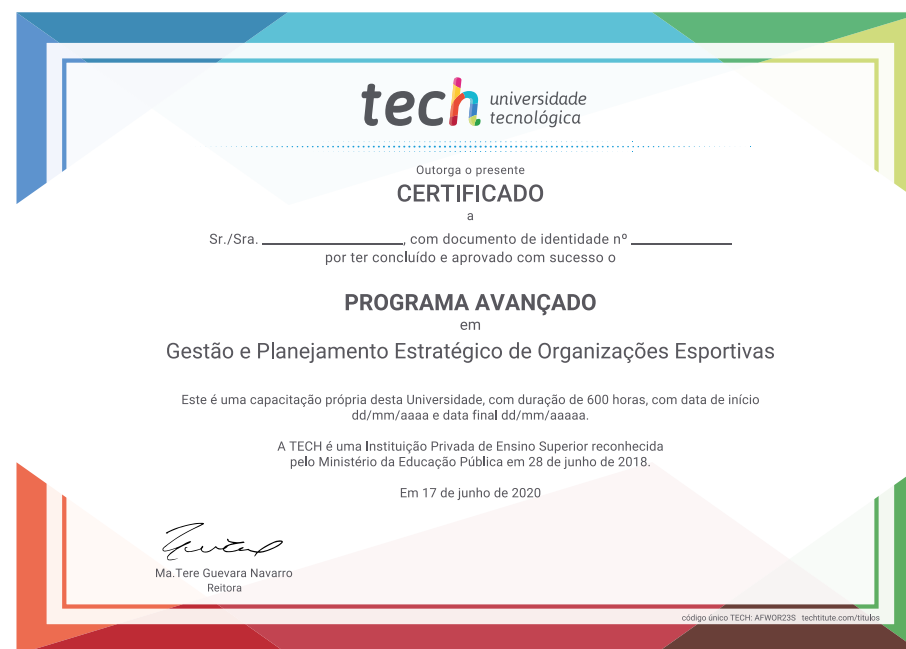 tech universidade
tecnológica
Outorga o presente
CERTIFICADO
a
Sr./Sra. ____________, com documento de identidade nº ____________
por ter concluído e aprovado com sucesso o
PROGRAMA AVANÇADO
em
Gestão e Planejamento Estratégico de Organizações Esportivas
Este é uma capacitação própria desta Universidade, com duração de 600 horas, com data de início
dd/mm/aaaa e data final dd/mm/aaaaa.
A TECH é uma Instituição Privada de Ensino Superior reconhecida
pelo Ministério da Educação Pública em 28 de junho de 2018.
Em 17 de junho de 2020
Ma.Tere Guevara Navarro
Reitora
código único TECH: AFWOR23S techtitute.com/titulos